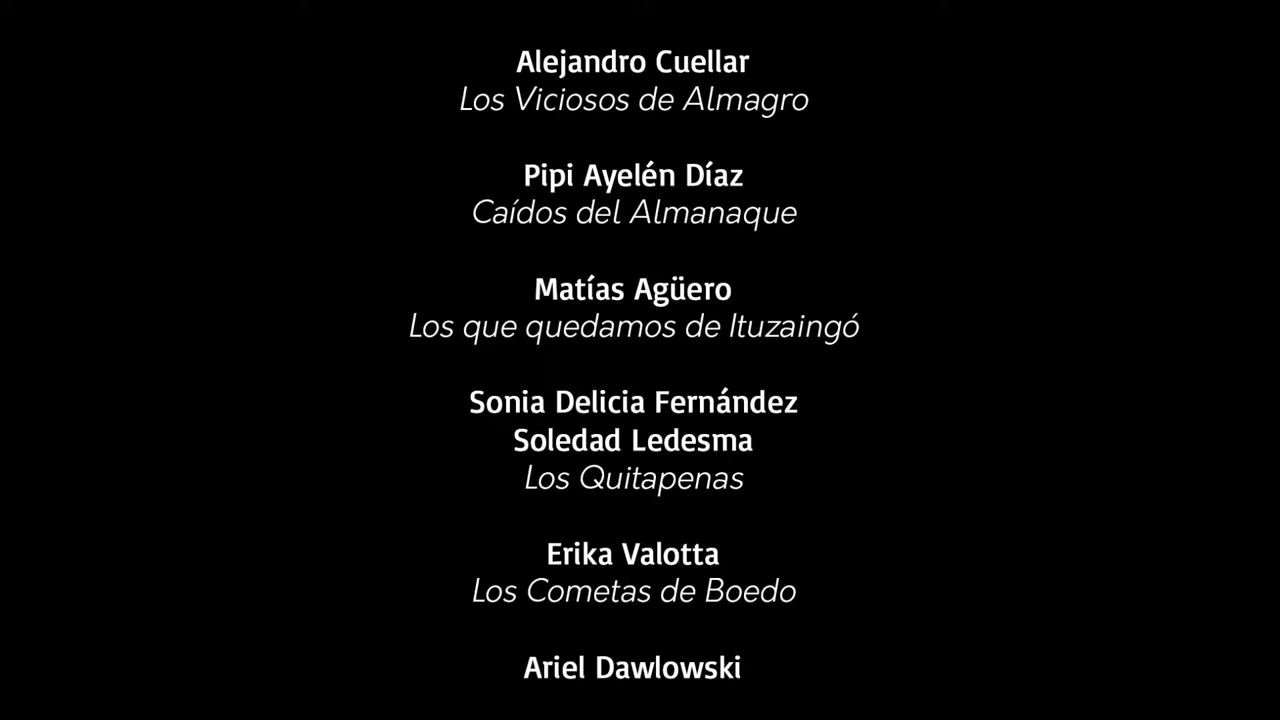 Alejandro Cuellar
Los Viciosos de Almagro
Pipi Ayelén Díaz
Caídos del Almanaque
Matías Agüero
Los que quedamos de Ituzaingó
Sonia Delicia Fernández
Soledad Ledesma
Los Quitapenas
Erika Valotta
Los Cometas de Boedo
Ariel Dawlowski